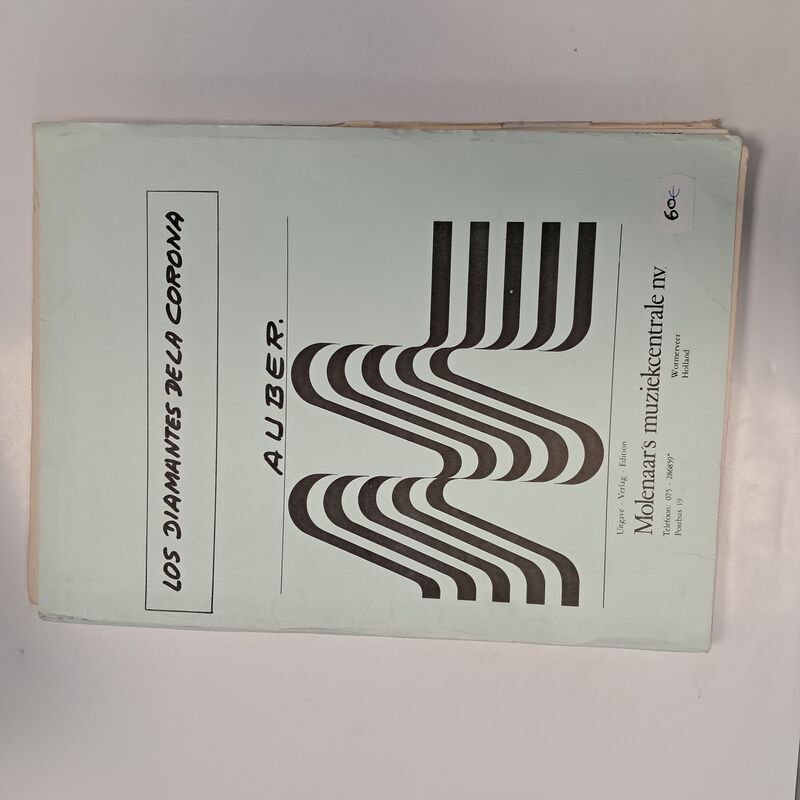 LOS DIAMANTES DE LA CORONA
AUBER.
Uitgave - Verlag - Edition
Molenaar's muziekcentrale nv
Telefoon: 075 - 286859*
Postbus 19
Wormerveer
Holland
60€